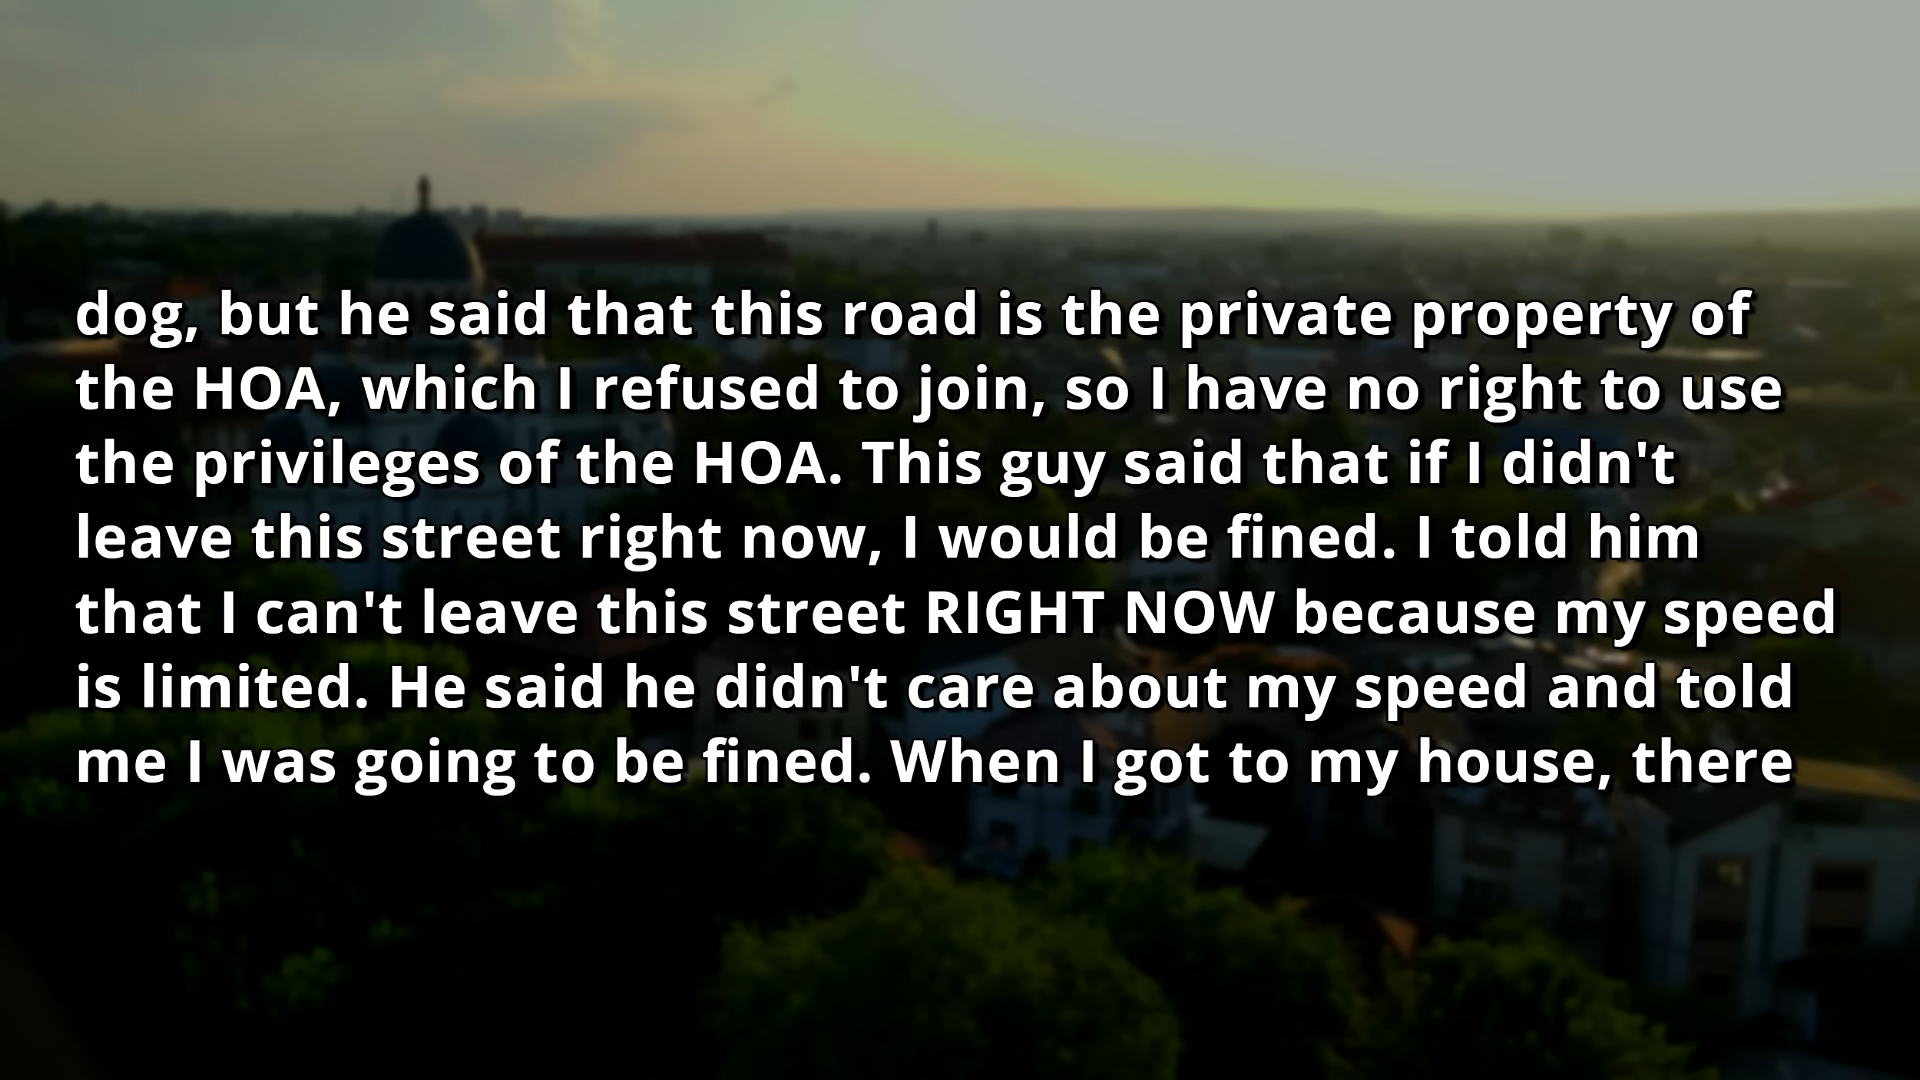 dog, but he said that this road is the private property of
the HOA, which I refused to join, so I have no right to use
the privileges of the HOA. This guy said that if I didn't
leave this street right now, I would be fined. I told him
that I can't leave this street RIGHT NOW because my speed
is limited. He said he didn't care about my speed and told
me I was going to be fined. When I got to my house, there